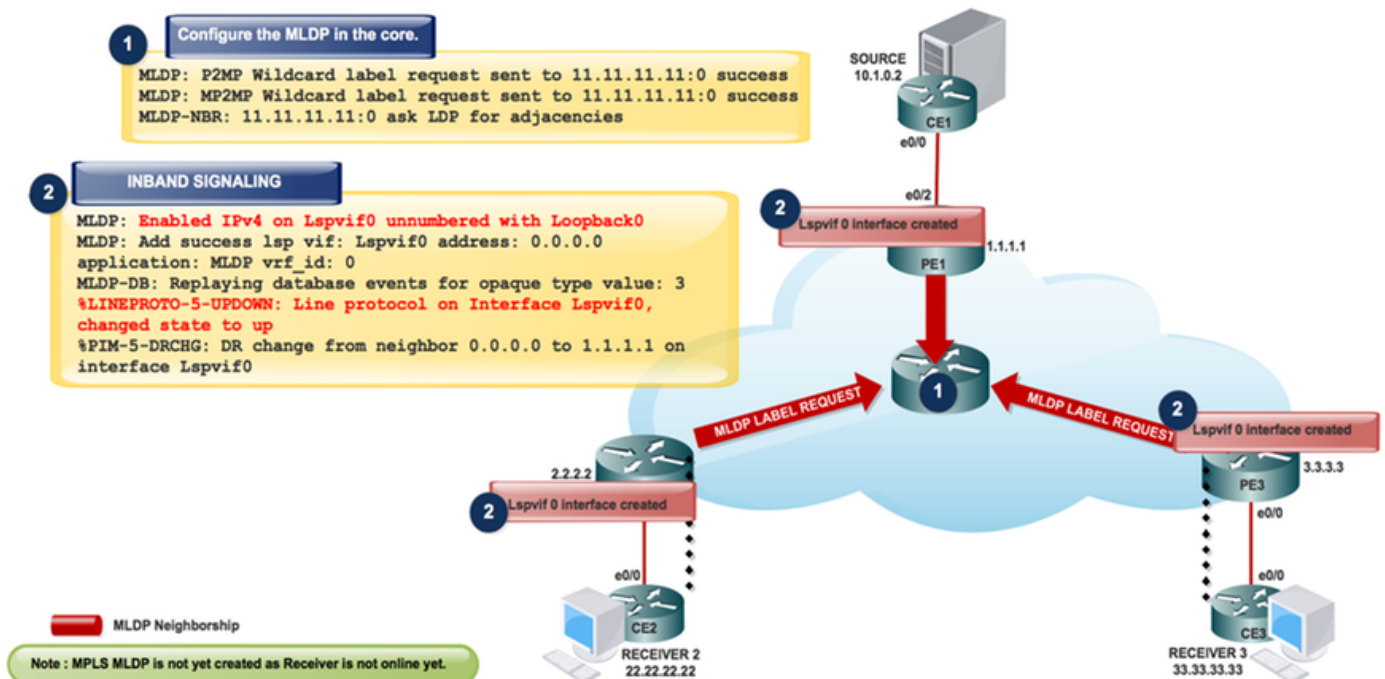 1
Configure the MLDP in the core.
MLDP: P2MP Wildcard label request sent to 11.11.11.11:0 success
MLDP: MP2MP Wildcard label request sent to 11.11.11.11:0 success
MLDP-NBR: 11.11.11.11:0 ask LDP for adjacencies
2
INBAND SIGNALING
MLDP: Enabled IPv4 on Lspvif0 unnumbered with Loopback0
MLDP: Add success lsp vif: Lspvif0 address: 0.0.0.0
application: MLDP vrf_id: 0
MLDP-DB: Replaying database events for opaque type value: 3
%LINEPROTO-5-UPDOWN: Line protocol on Interface Lspvif0,
changed state to up
%PIM-5-DRCHG: DR change from neighbor 0.0.0.0 to 1.1.1.1 on
interface Lspvif0
SOURCE
10.1.0.2
CE1
e0/0
e0/2
2
Lspvif 0 interface created
1.1.1.1
PE1
1
MLDP LABEL REQUEST
MLDP LABEL REQUEST
2
Lspvif 0 interface created
3.3.3.3
PE3
e0/0
2.2.2.2
2
Lspvif 0 interface created
e0/0
CE2
RECEIVER 2
22.22.22.22
e0/0
CE3
RECEIVER 3
33.33.33.33
MLDP Neighborship
Note : MPLS MLDP is not yet created as Receiver is not online yet.